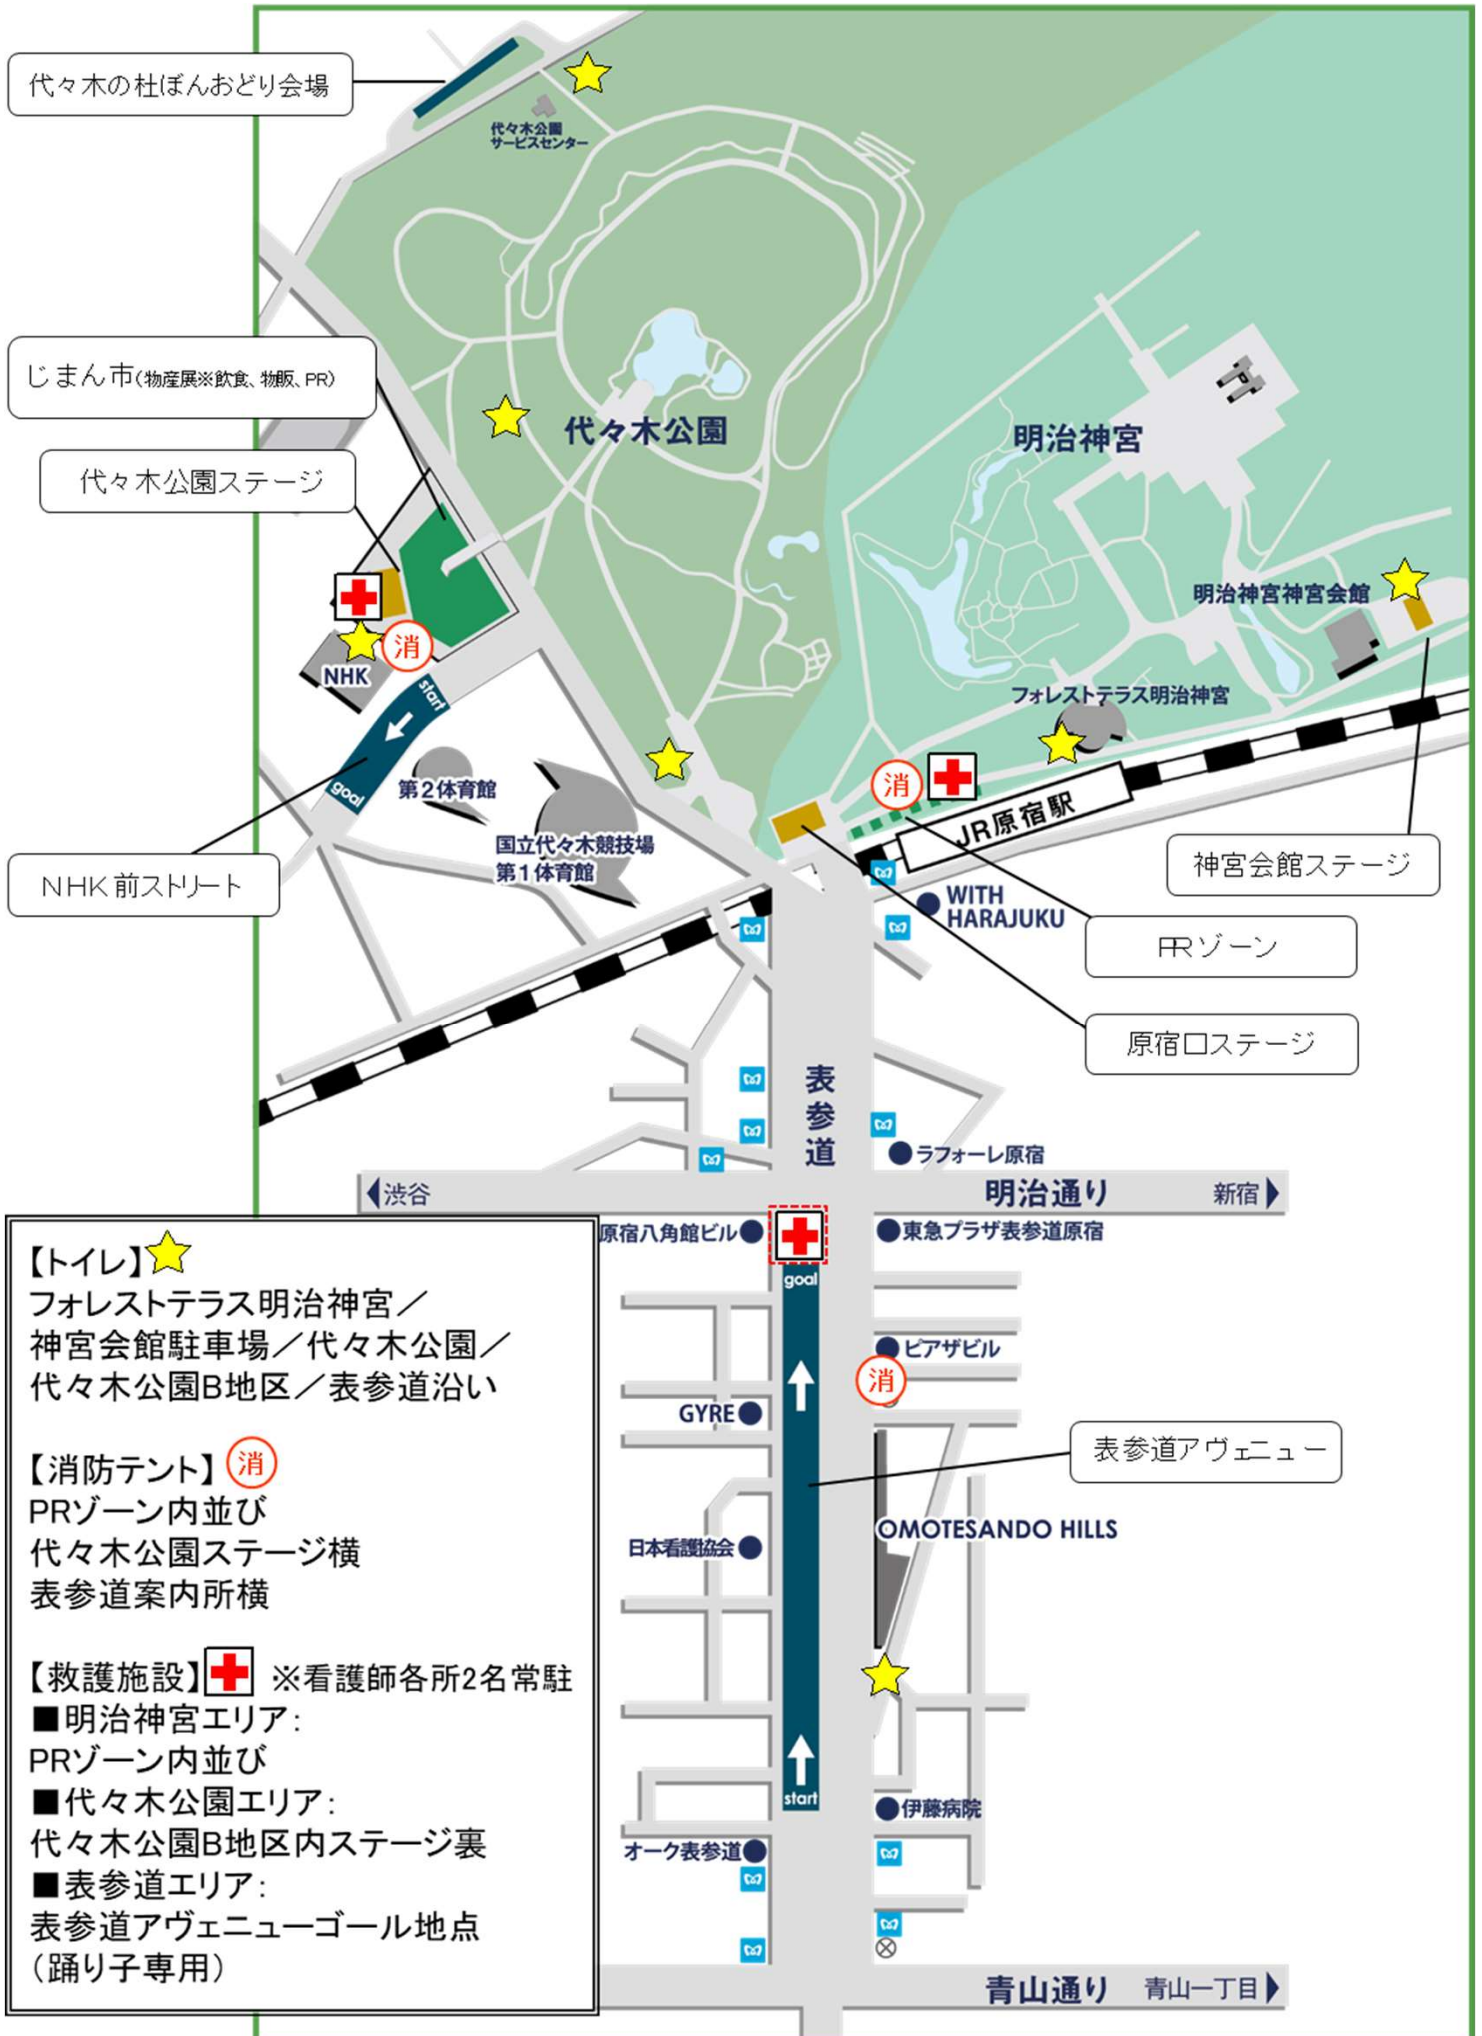 代々木の杜ぼんおどり会場
代々木公園
サービスセンター
じまん市(物産展※飲食、物販、PR)
代々木公園
明治神宮
代々木公園ステージ
明治神宮神宮会館
消
NHK
start
goal
フォレストテラス明治神宮
第2体育館
消
JR原宿駅
国立代々木競技場
第1体育館
神宮会館ステージ
NHK前ストリート
WITH
HARAJUKU
PRゾーン
原宿口ステージ
表参道
ラフォーレ原宿
渋谷
明治通り
新宿
原宿八角館ビル
東急プラザ表参道原宿
goal
ピアザビル
消
GYRE
表参道アヴェニュー
OMOTESANDO HILLS
日本看護協会
start
伊藤病院
オーク表参道
青山通り
青山一丁目
【トイレ】
フォレストテラス明治神宮／
神宮会館駐車場／代々木公園／
代々木公園B地区／表参道沿い
【消防テント】消
PRゾーン内並び
代々木公園ステージ横
表参道案内所横
【救護施設】 ※看護師各所2名常駐
■明治神宮エリア:
PRゾーン内並び
■代々木公園エリア:
代々木公園B地区内ステージ裏
■表参道エリア:
表参道アヴェニューゴール地点
（踊り子専用）